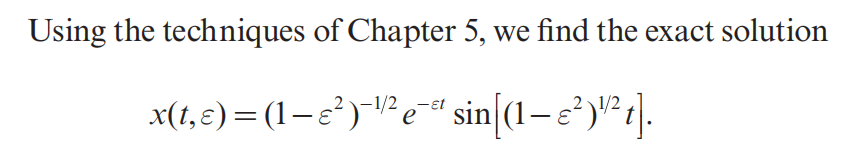 Using the techniques of Chapter 5, we find the exact solution
x(t,ε) = (1−ε²)^{−1/2} e^{−εt} sin[(1−ε²)^{1/2} t].